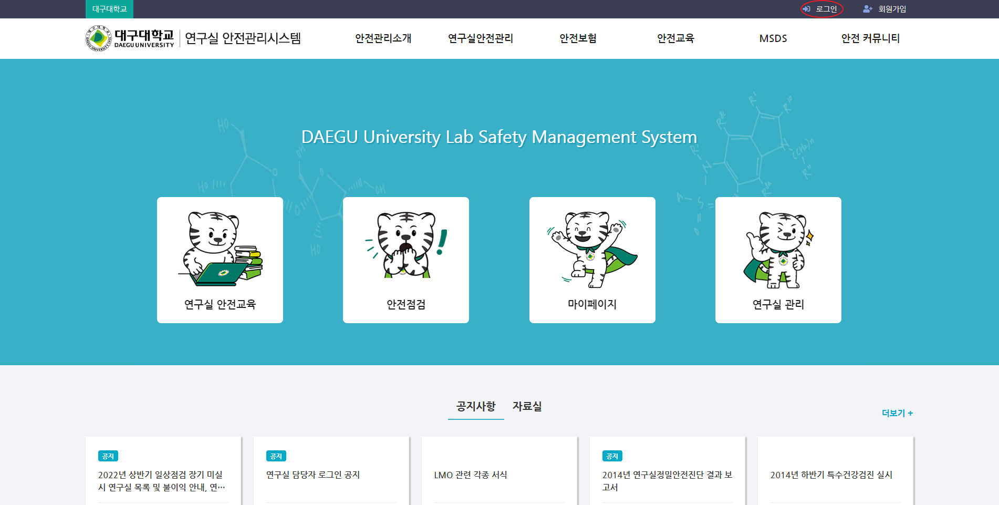 대구대학교
로그인
회원가입
대구대학교
DAEGU UNIVERSITY
연구실 안전관리시스템
안전관리소개
연구실안전관리
안전보험
안전교육
MSDS
안전 커뮤니티
DAEGU University Lab Safety Management System
연구실 안전교육
안전점검
마이페이지
연구실 관리
공지사항
자료실
더보기 +
공지
2022년 상반기 일상점검 장기 미실
시 연구실 목록 및 불이익 안내, 연…
공지
연구실 담당자 로그인 공지
LMO 관련 각종 서식
공지
2014년 연구실정밀안전진단 결과 보
고서
2014년 하반기 특수건강검진 실시